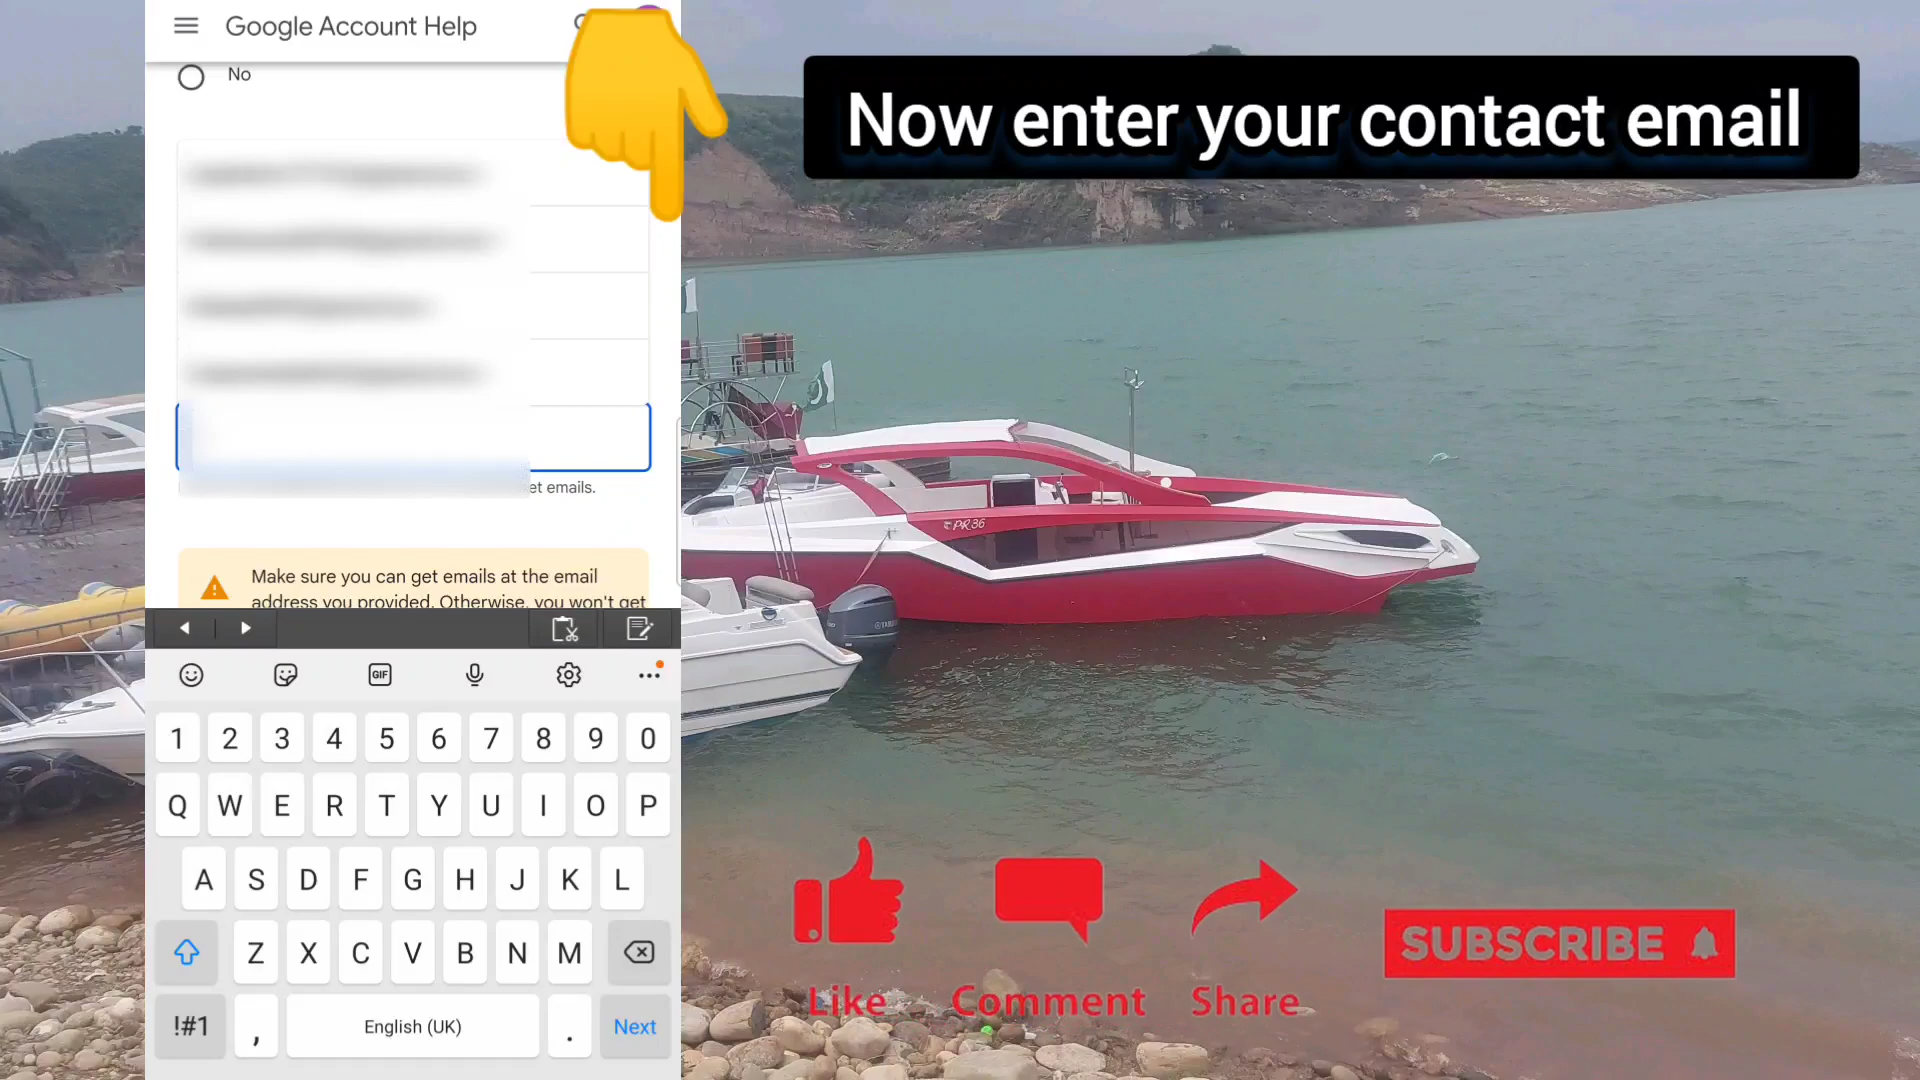 Google Account Help
No
et emails.
Make sure you can get emails at the email
address you provided. Otherwise, you won't get
GIF
1 2 3 4 5 6 7 8 9 0
Q W E R T Y U I O P
A S D F G H J K L
Z X C V B N M
!#1 , English (UK) . Next
Now enter your contact email
PR36
Like Comment Share
SUBSCRIBE